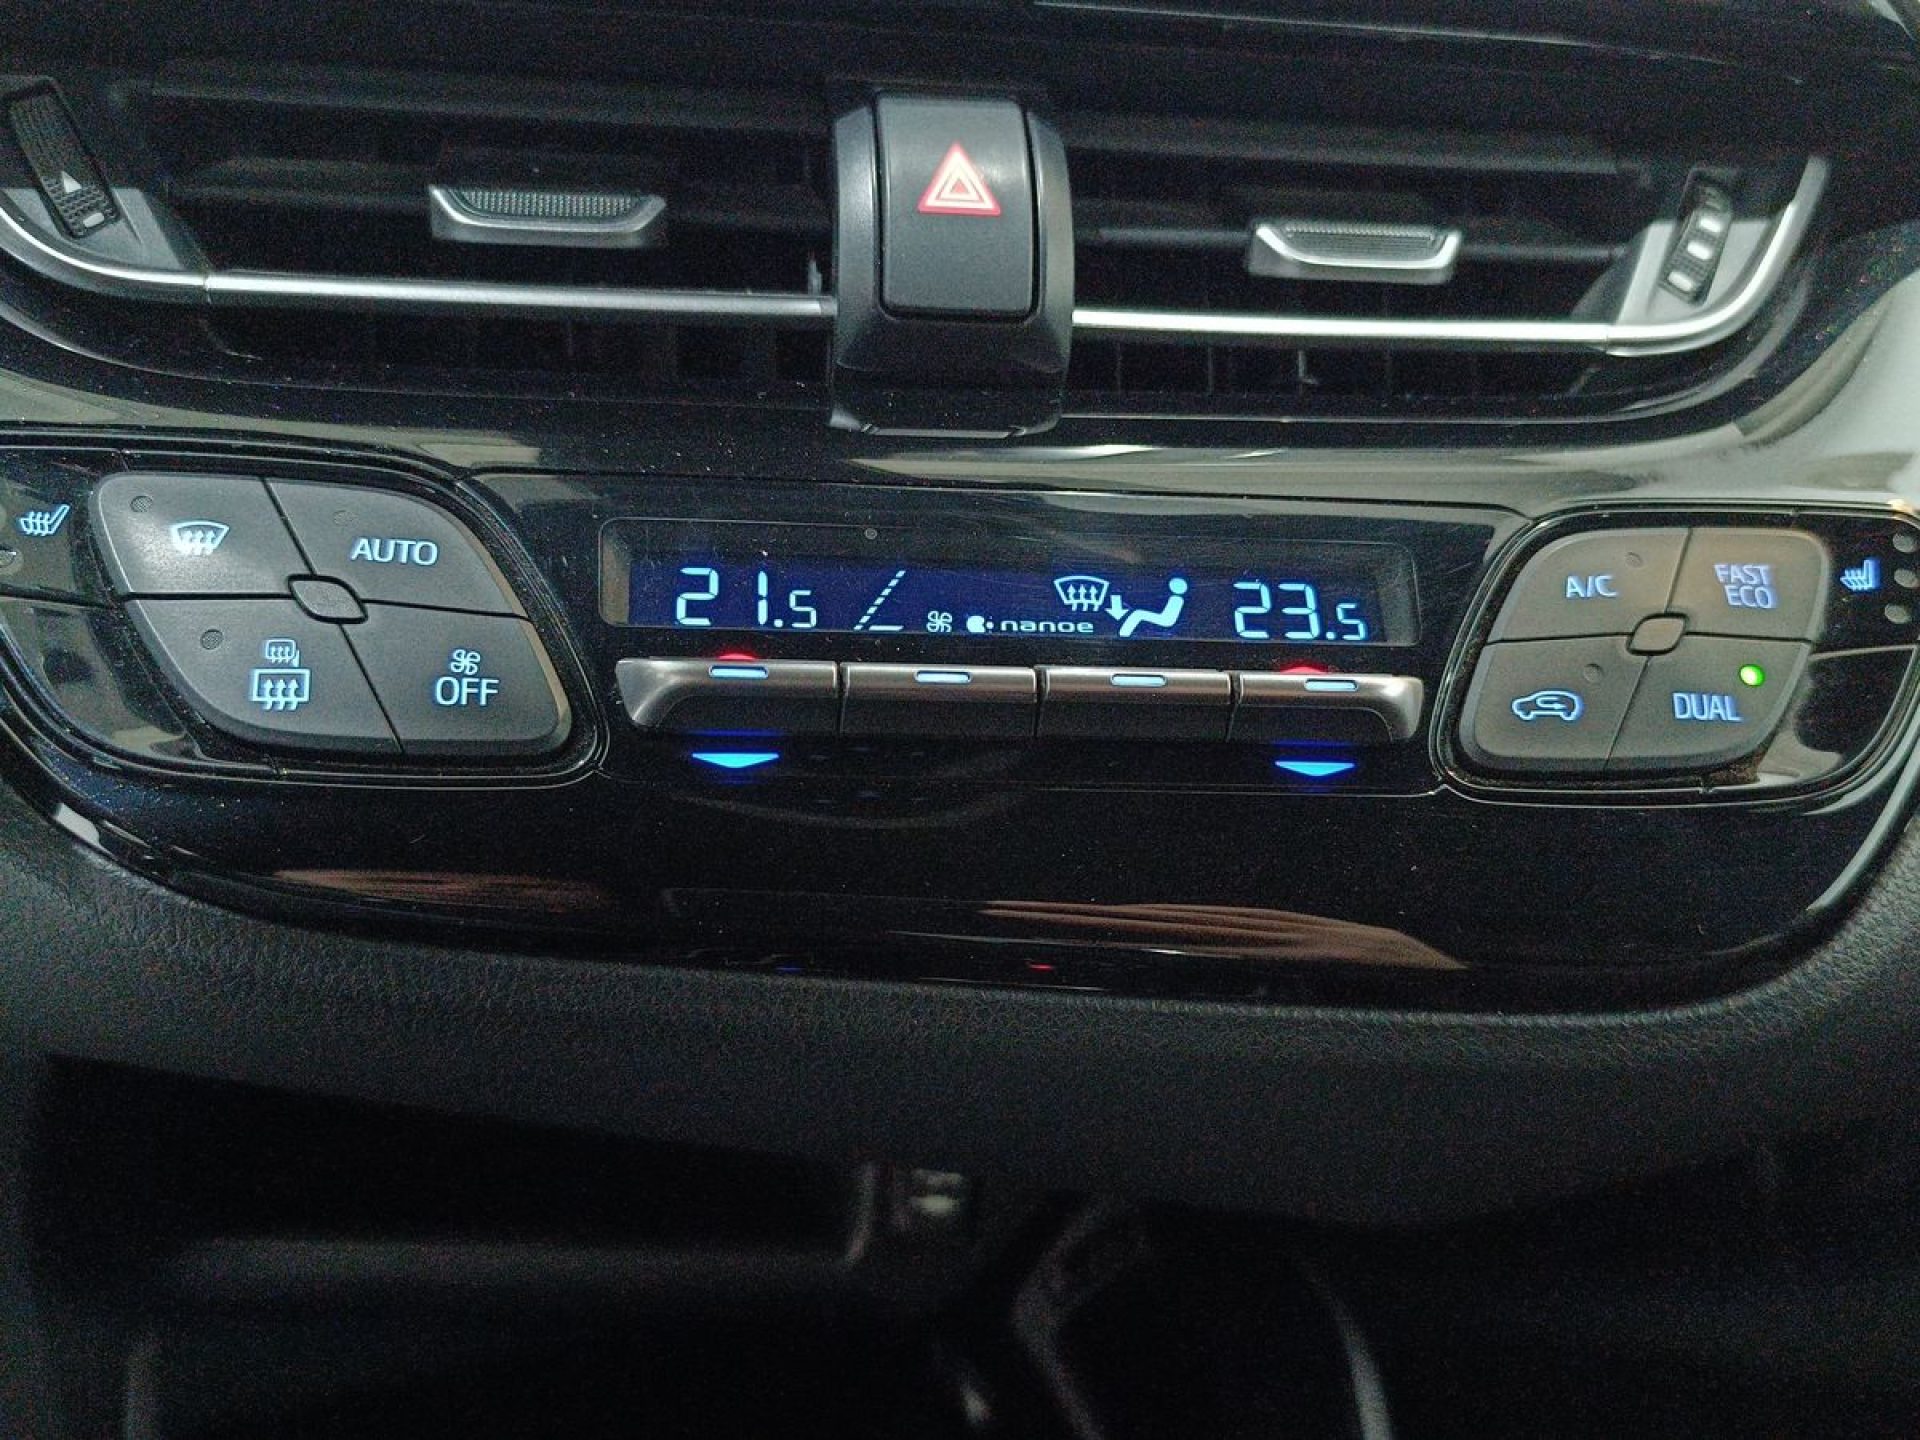 AUTO
OFF
21.5
nanoe
23.5
A/C
FAST
ECO
DUAL